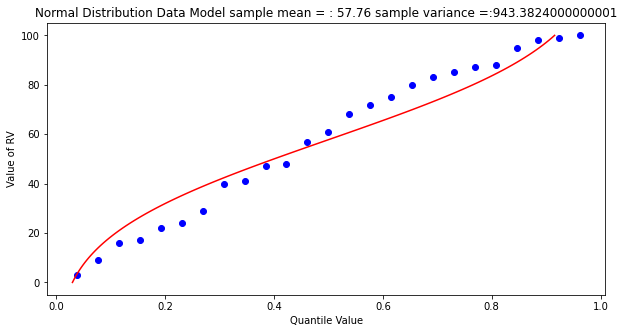 Normal Distribution Data Model sample mean = : 57.76 sample variance =:943.3824000000001
Value of RV
100
80
60
40
20
0
0.0 0.2 0.4 0.6 0.8 1.0
Quantile Value